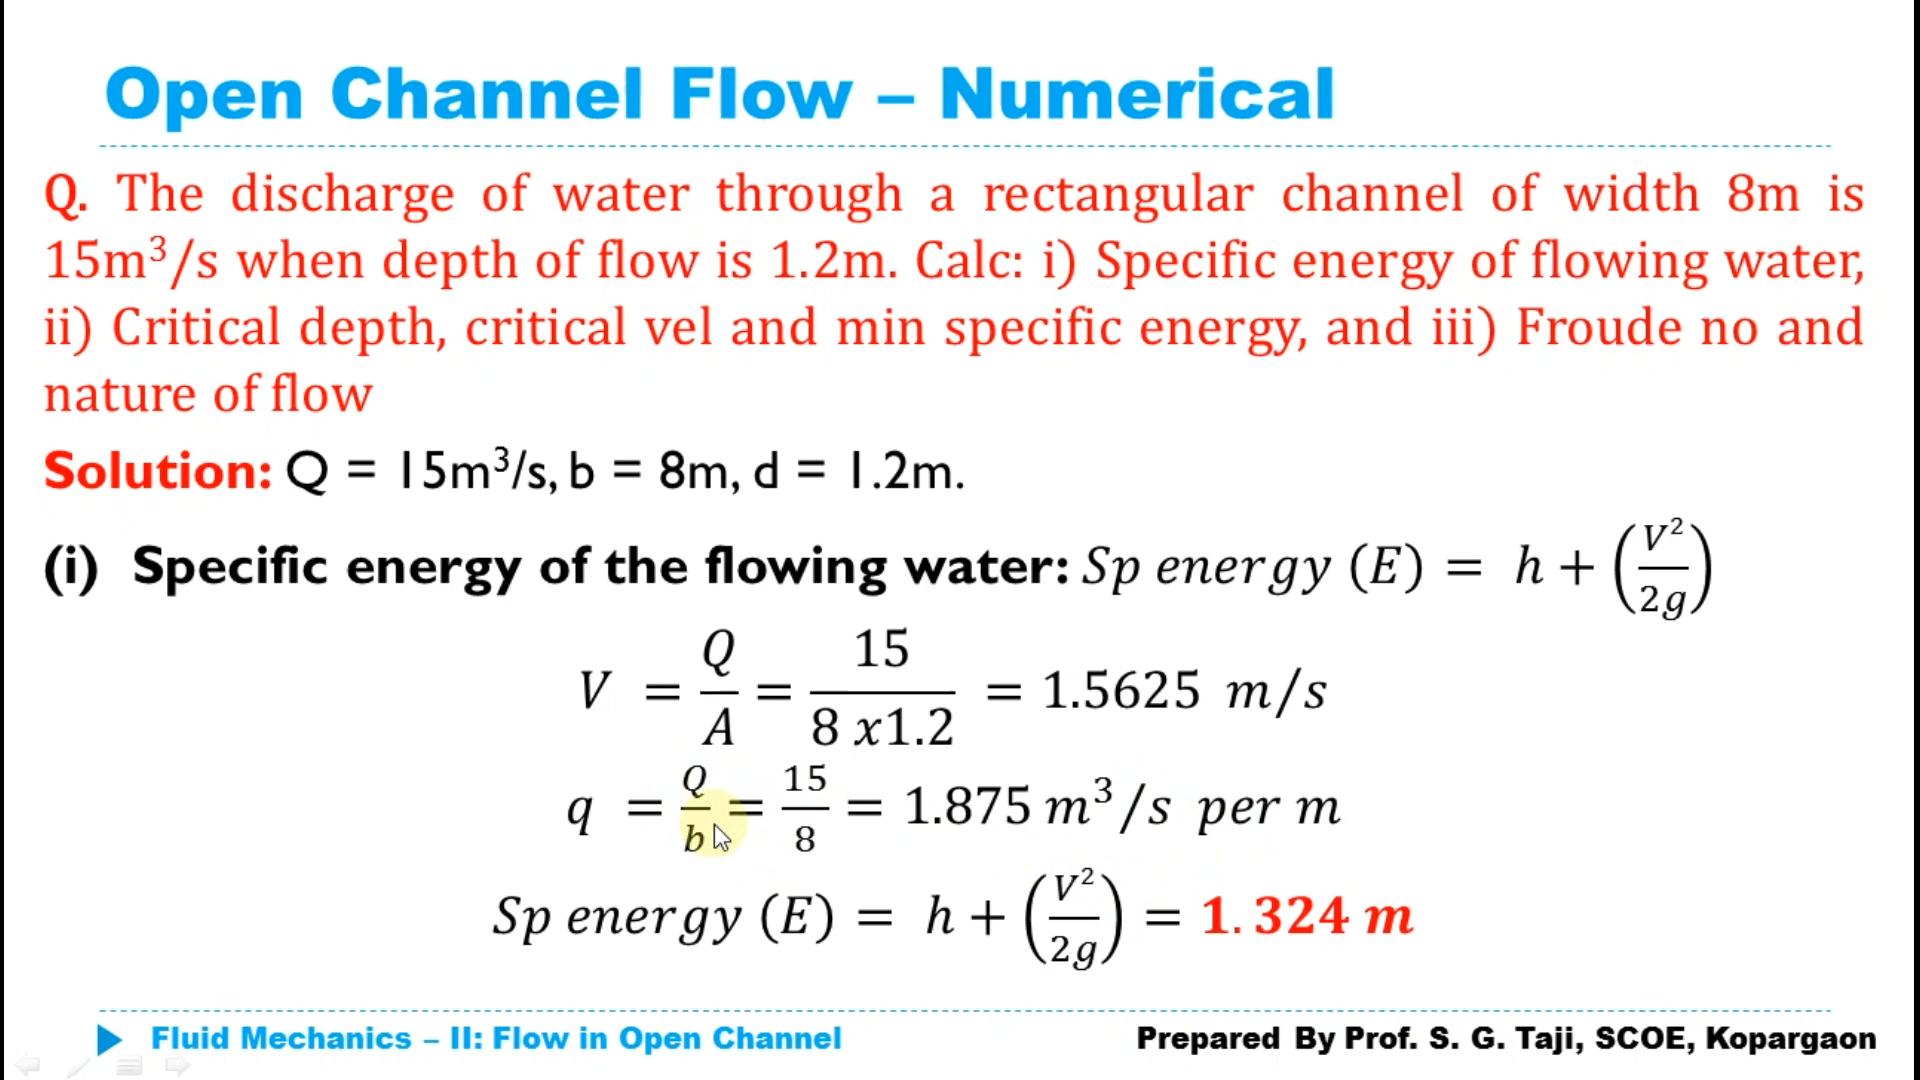 Open Channel Flow – Numerical
Q. The discharge of water through a rectangular channel of width 8m is
15m³/s when depth of flow is 1.2m. Calc: i) Specific energy of flowing water,
ii) Critical depth, critical vel and min specific energy, and iii) Froude no and
nature of flow
Solution: Q = 15m³/s, b = 8m, d = 1.2m.
(i) Specific energy of the flowing water: Sp energy (E) = h + (V²/2g)
V = Q/A = 15/(8 x1.2) = 1.5625 m/s
q = Q/b = 15/8 = 1.875 m³/s per m
Sp energy (E) = h + (V²/2g) = 1.324 m
Fluid Mechanics – II: Flow in Open Channel
Prepared By Prof. S. G. Taji, SCOE, Kopargaon